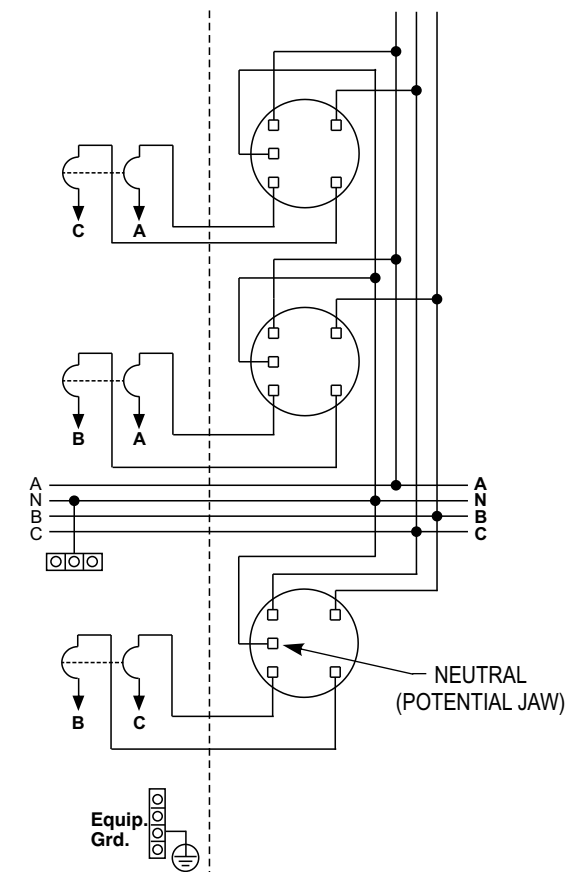 C A
B A
A A
N N
B B
C C
NEUTRAL
(POTENTIAL JAW)
B C
Equip.
Grd.